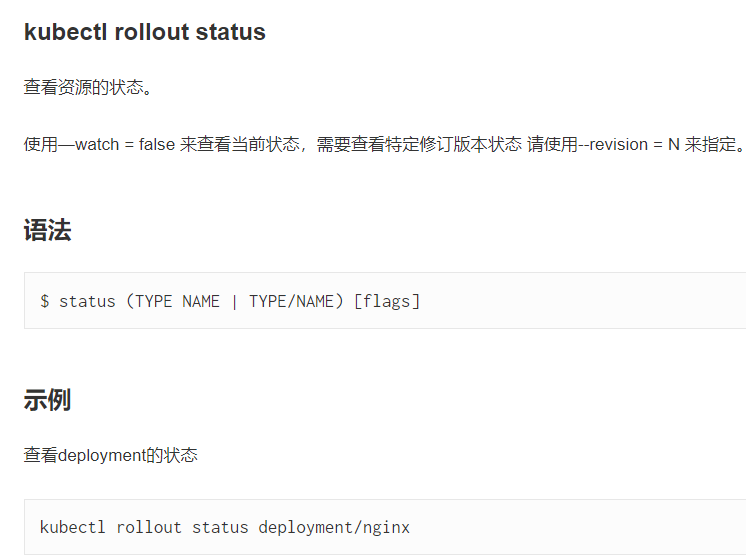 kubectl rollout status
查看资源的状态。
使用—watch = false 来查看当前状态，需要查看特定修订版本状态 请使用--revision = N 来指定。
语法
$ status (TYPE NAME | TYPE/NAME) [flags]
示例
查看deployment的状态
kubectl rollout status deployment/nginx